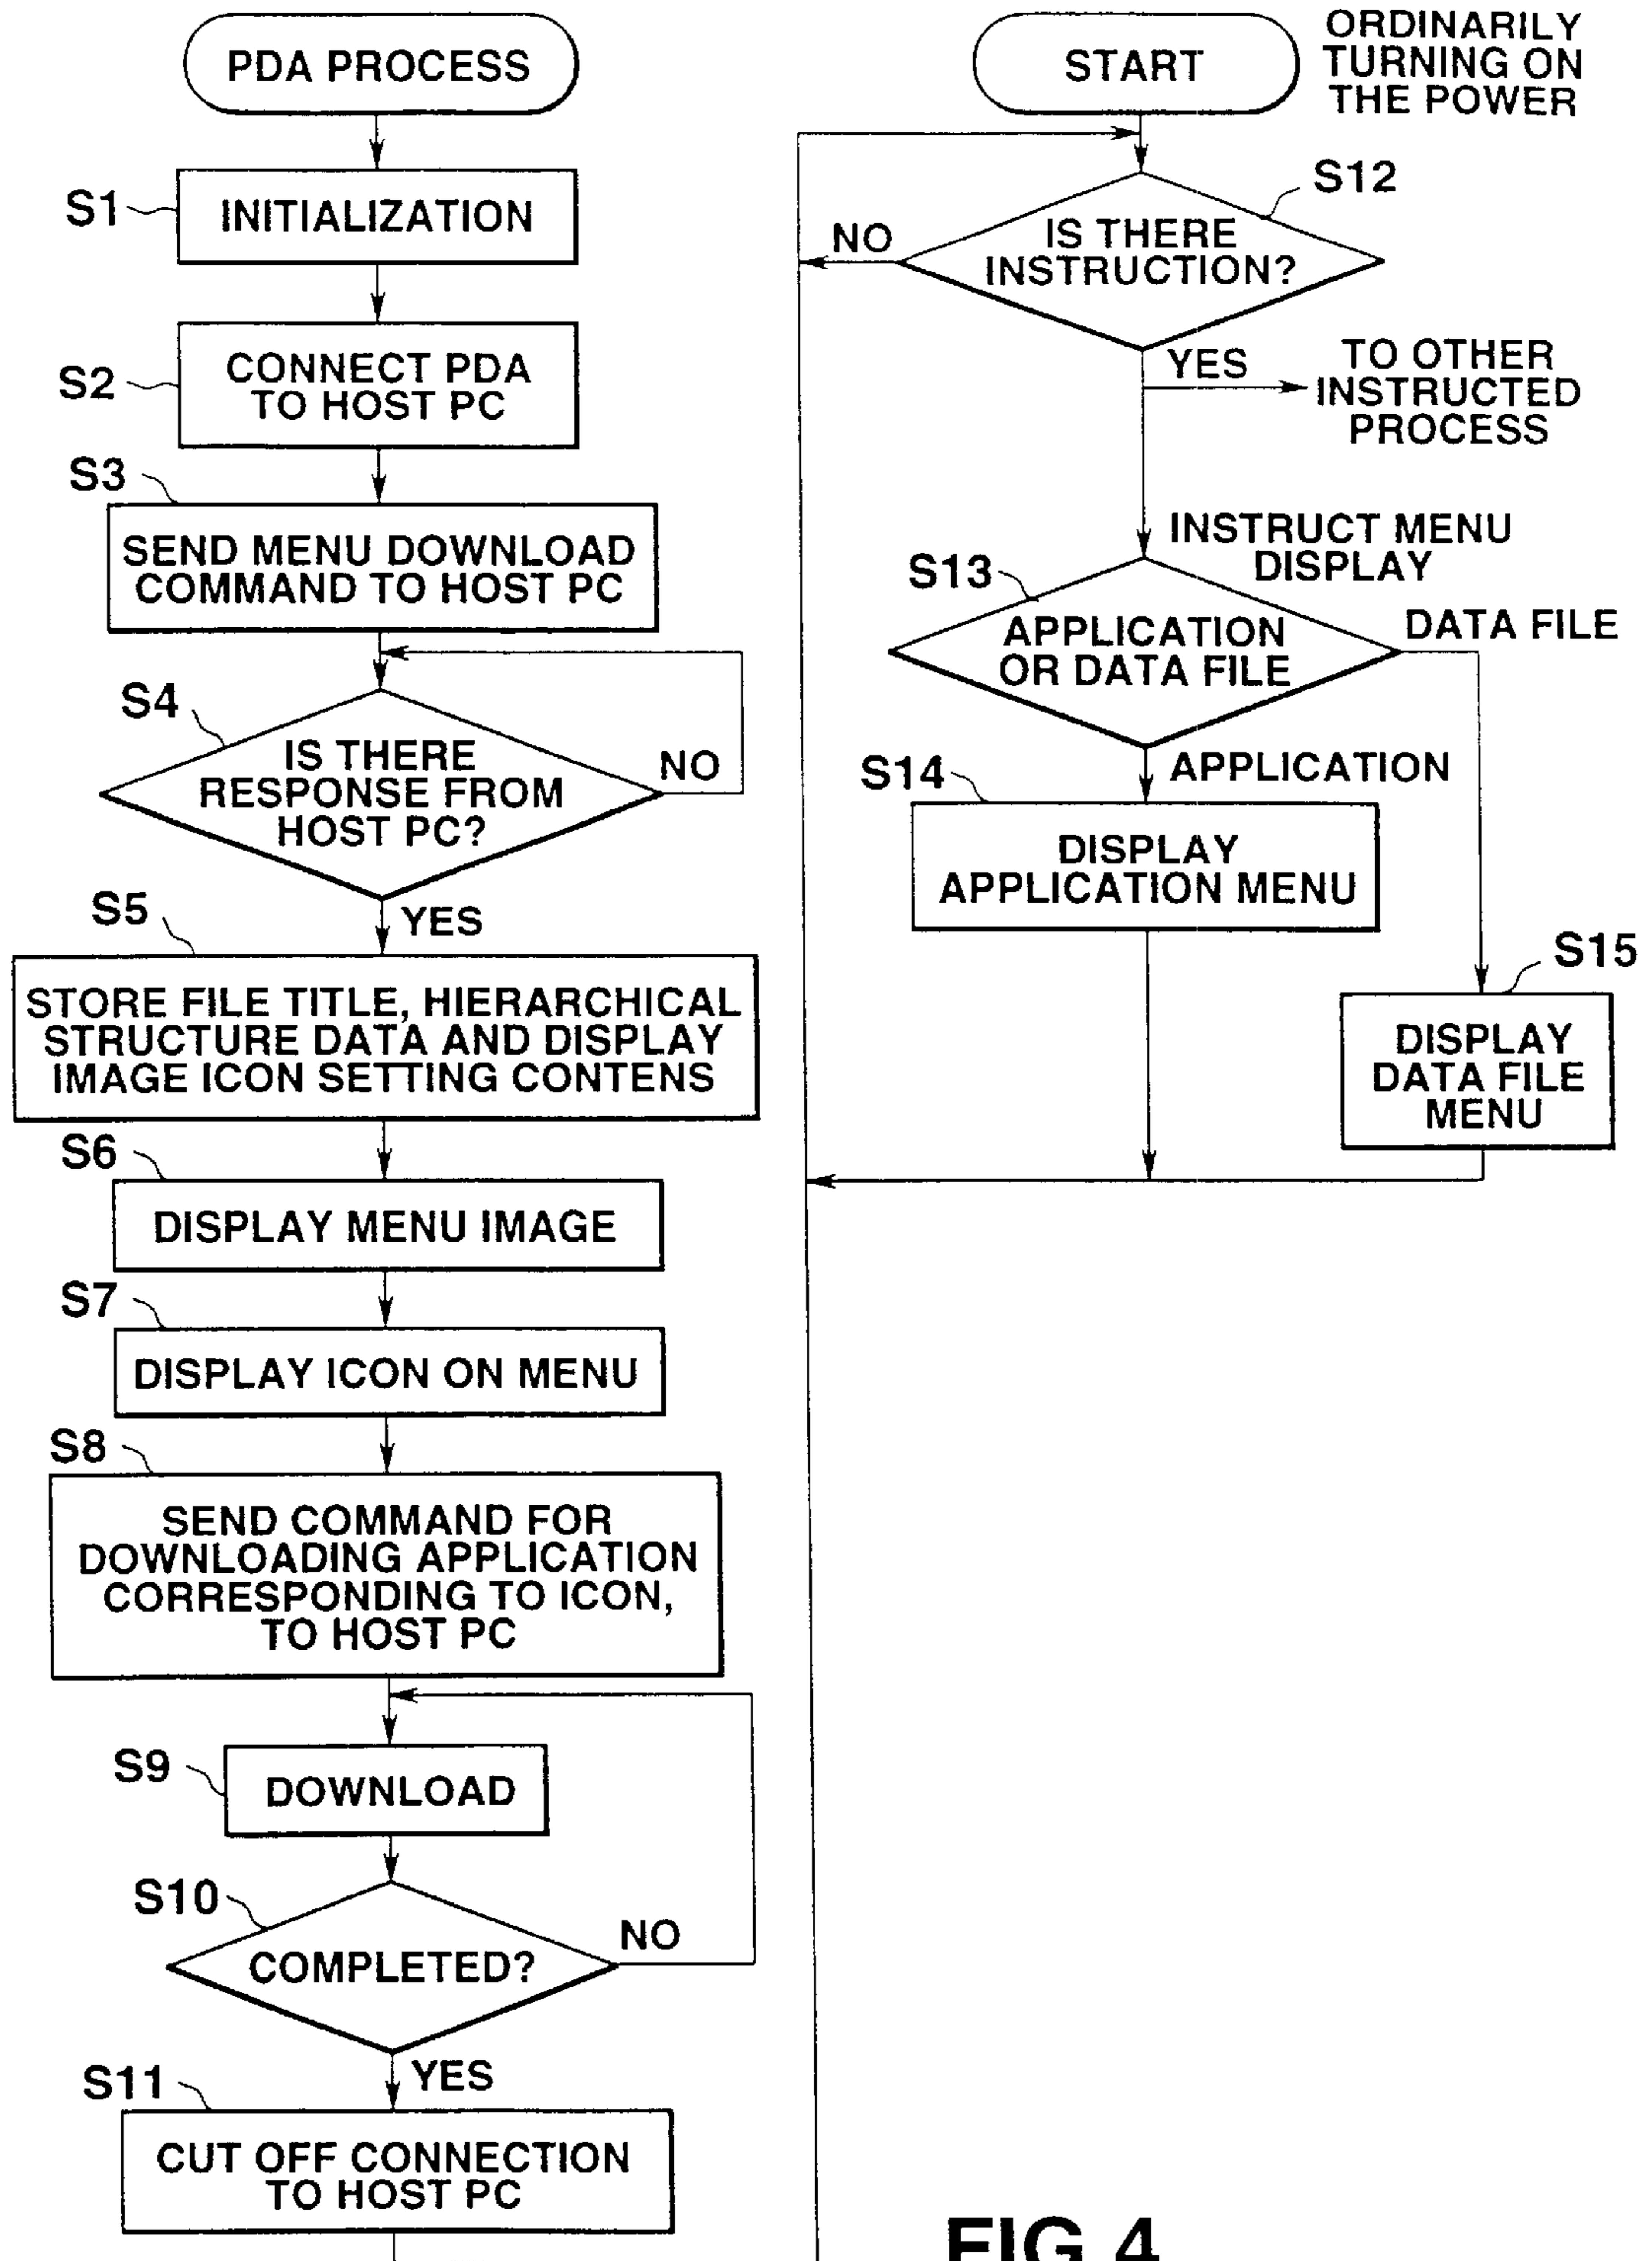 PDA PROCESS
S1
INITIALIZATION
S2
CONNECT PDA
TO HOST PC
S3
SEND MENU DOWNLOAD
COMMAND TO HOST PC
S4
IS THERE
RESPONSE FROM
HOST PC?
NO
YES
S5
STORE FILE TITLE, HIERARCHICAL
STRUCTURE DATA AND DISPLAY
IMAGE ICON SETTING CONTENS
S6
DISPLAY MENU IMAGE
S7
DISPLAY ICON ON MENU
S8
SEND COMMAND FOR
DOWNLOADING APPLICATION
CORRESPONDING TO ICON,
TO HOST PC
S9
DOWNLOAD
S10
COMPLETED?
NO
YES
S11
CUT OFF CONNECTION
TO HOST PC
START
ORDINARILY
TURNING ON
THE POWER
S12
IS THERE
INSTRUCTION?
NO
YES
TO OTHER
INSTRUCTED
PROCESS
INSTRUCT MENU
DISPLAY
S13
APPLICATION
OR DATA FILE
DATA FILE
APPLICATION
S14
DISPLAY
APPLICATION MENU
S15
DISPLAY
DATA FILE
MENU
FIG.4